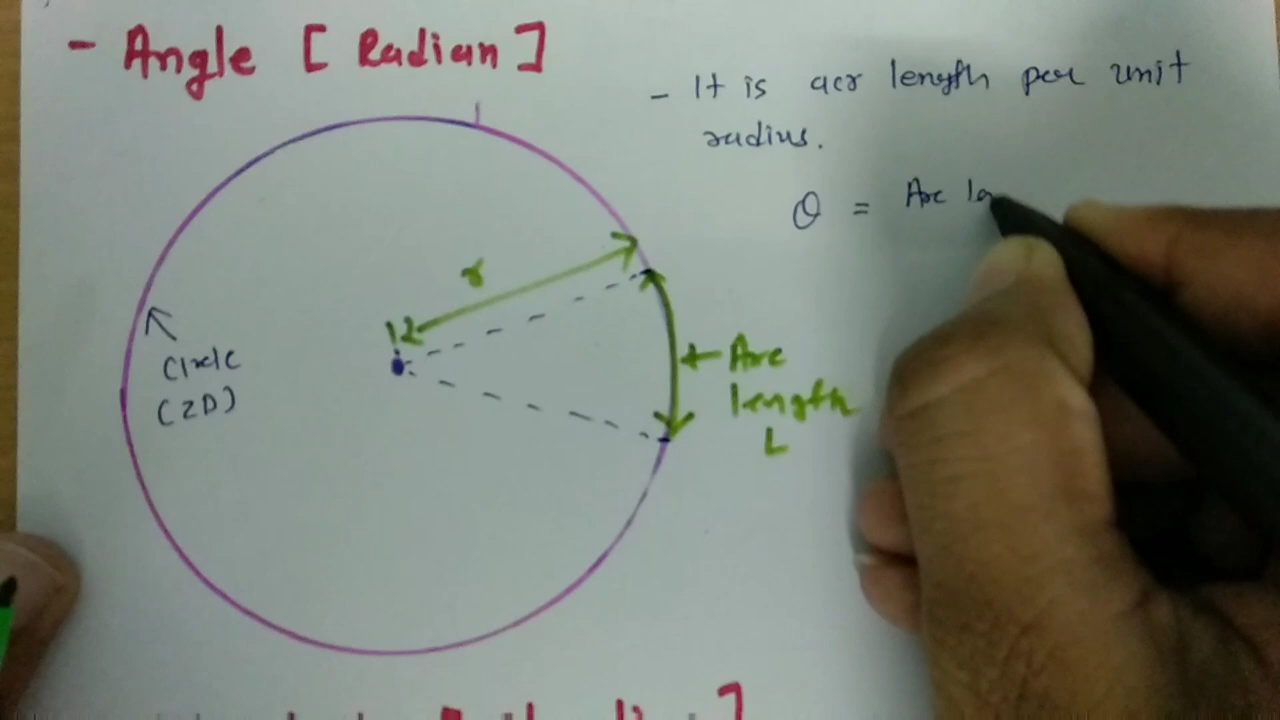 - Angle [ Radian ]
- It is acr length per unit
radius.
θ = Arc le
r
Circle
(2D)
Arc
length
L